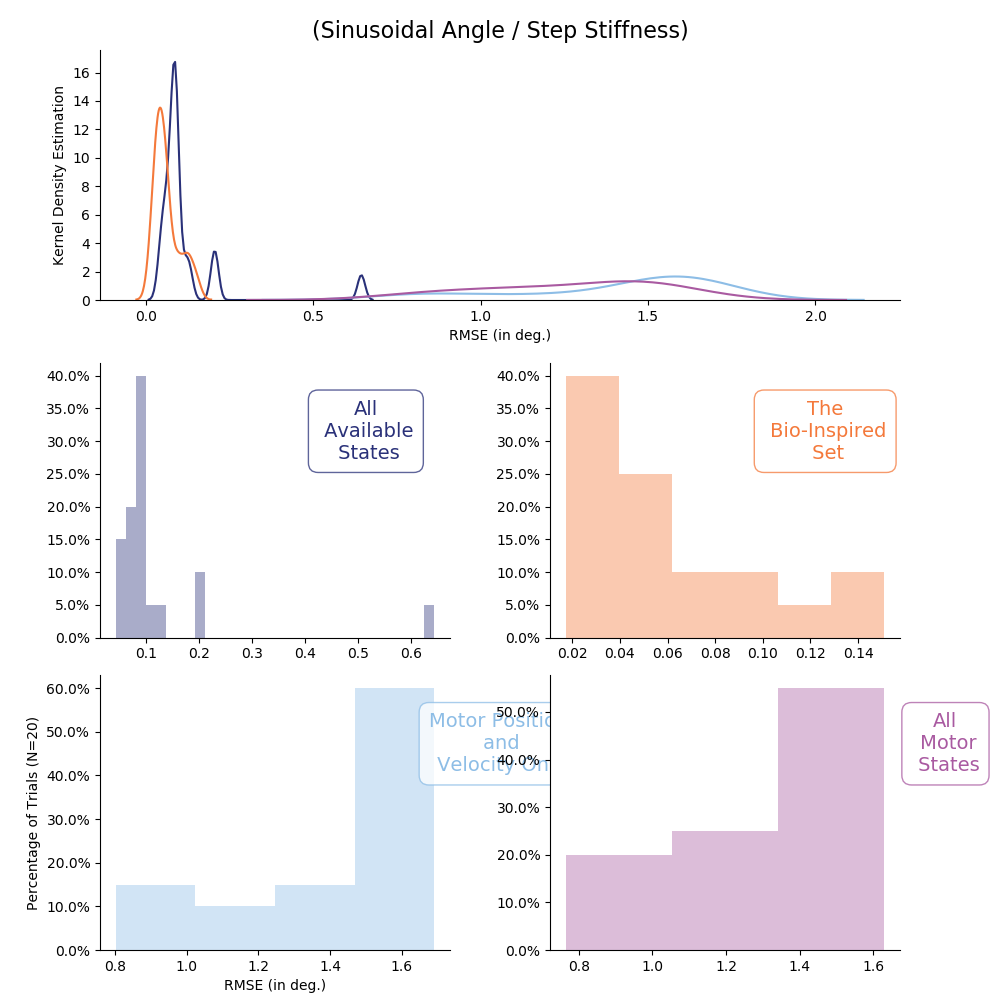 (Sinusoidal Angle / Step Stiffness)
Kernel Density Estimation
16
14
12
10
8
6
4
2
0
0.0 0.5 1.0 1.5 2.0
RMSE (in deg.)
40.0%
35.0%
30.0%
25.0%
20.0%
15.0%
10.0%
5.0%
0.0%
All
Available
States
0.1 0.2 0.3 0.4 0.5 0.6
40.0%
35.0%
30.0%
25.0%
20.0%
15.0%
10.0%
5.0%
0.0%
The
Bio-Inspired
Set
0.02 0.04 0.06 0.08 0.10 0.12 0.14
Percentage of Trials (N=20)
60.0%
50.0%
40.0%
30.0%
20.0%
10.0%
0.0%
Motor
and
Velocity
0.8 1.0 1.2 1.4 1.6
RMSE (in deg.)
50.0%
40.0%
30.0%
20.0%
10.0%
0.0%
All
Motor
States
0.8 1.0 1.2 1.4 1.6